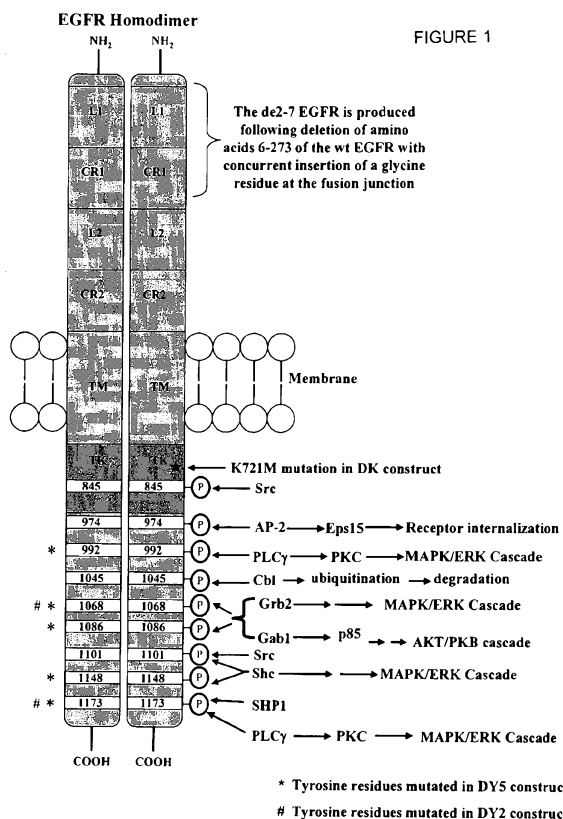 EGFR Homodimer
FIGURE 1
NH2 NH2
L1 L1
CR1 CR1
The de2-7 EGFR is produced
following deletion of amino
acids 6-273 of the wt EGFR with
concurrent insertion of a glycine
residue at the fusion junction
L2 L2
CR2 CR2
TM TM
Membrane
TK TK
K721M mutation in DK construct
845 845 P Src
974 974 P AP-2 Eps15 Receptor internalization
* 992 992 P PLCγ PKC MAPK/ERK Cascade
1045 1045 P Cbl ubiquitination degradation
# * 1068 1068 P Grb2 MAPK/ERK Cascade
* 1086 1086 P Gab1 p85 AKT/PKB cascade
1101 1101 P Src
* 1148 1148 P Shc MAPK/ERK Cascade
# * 1173 1173 P SHP1
PLCγ PKC MAPK/ERK Cascade
COOH COOH
* Tyrosine residues mutated in DY5 construc
# Tyrosine residues mutated in DY2 construc